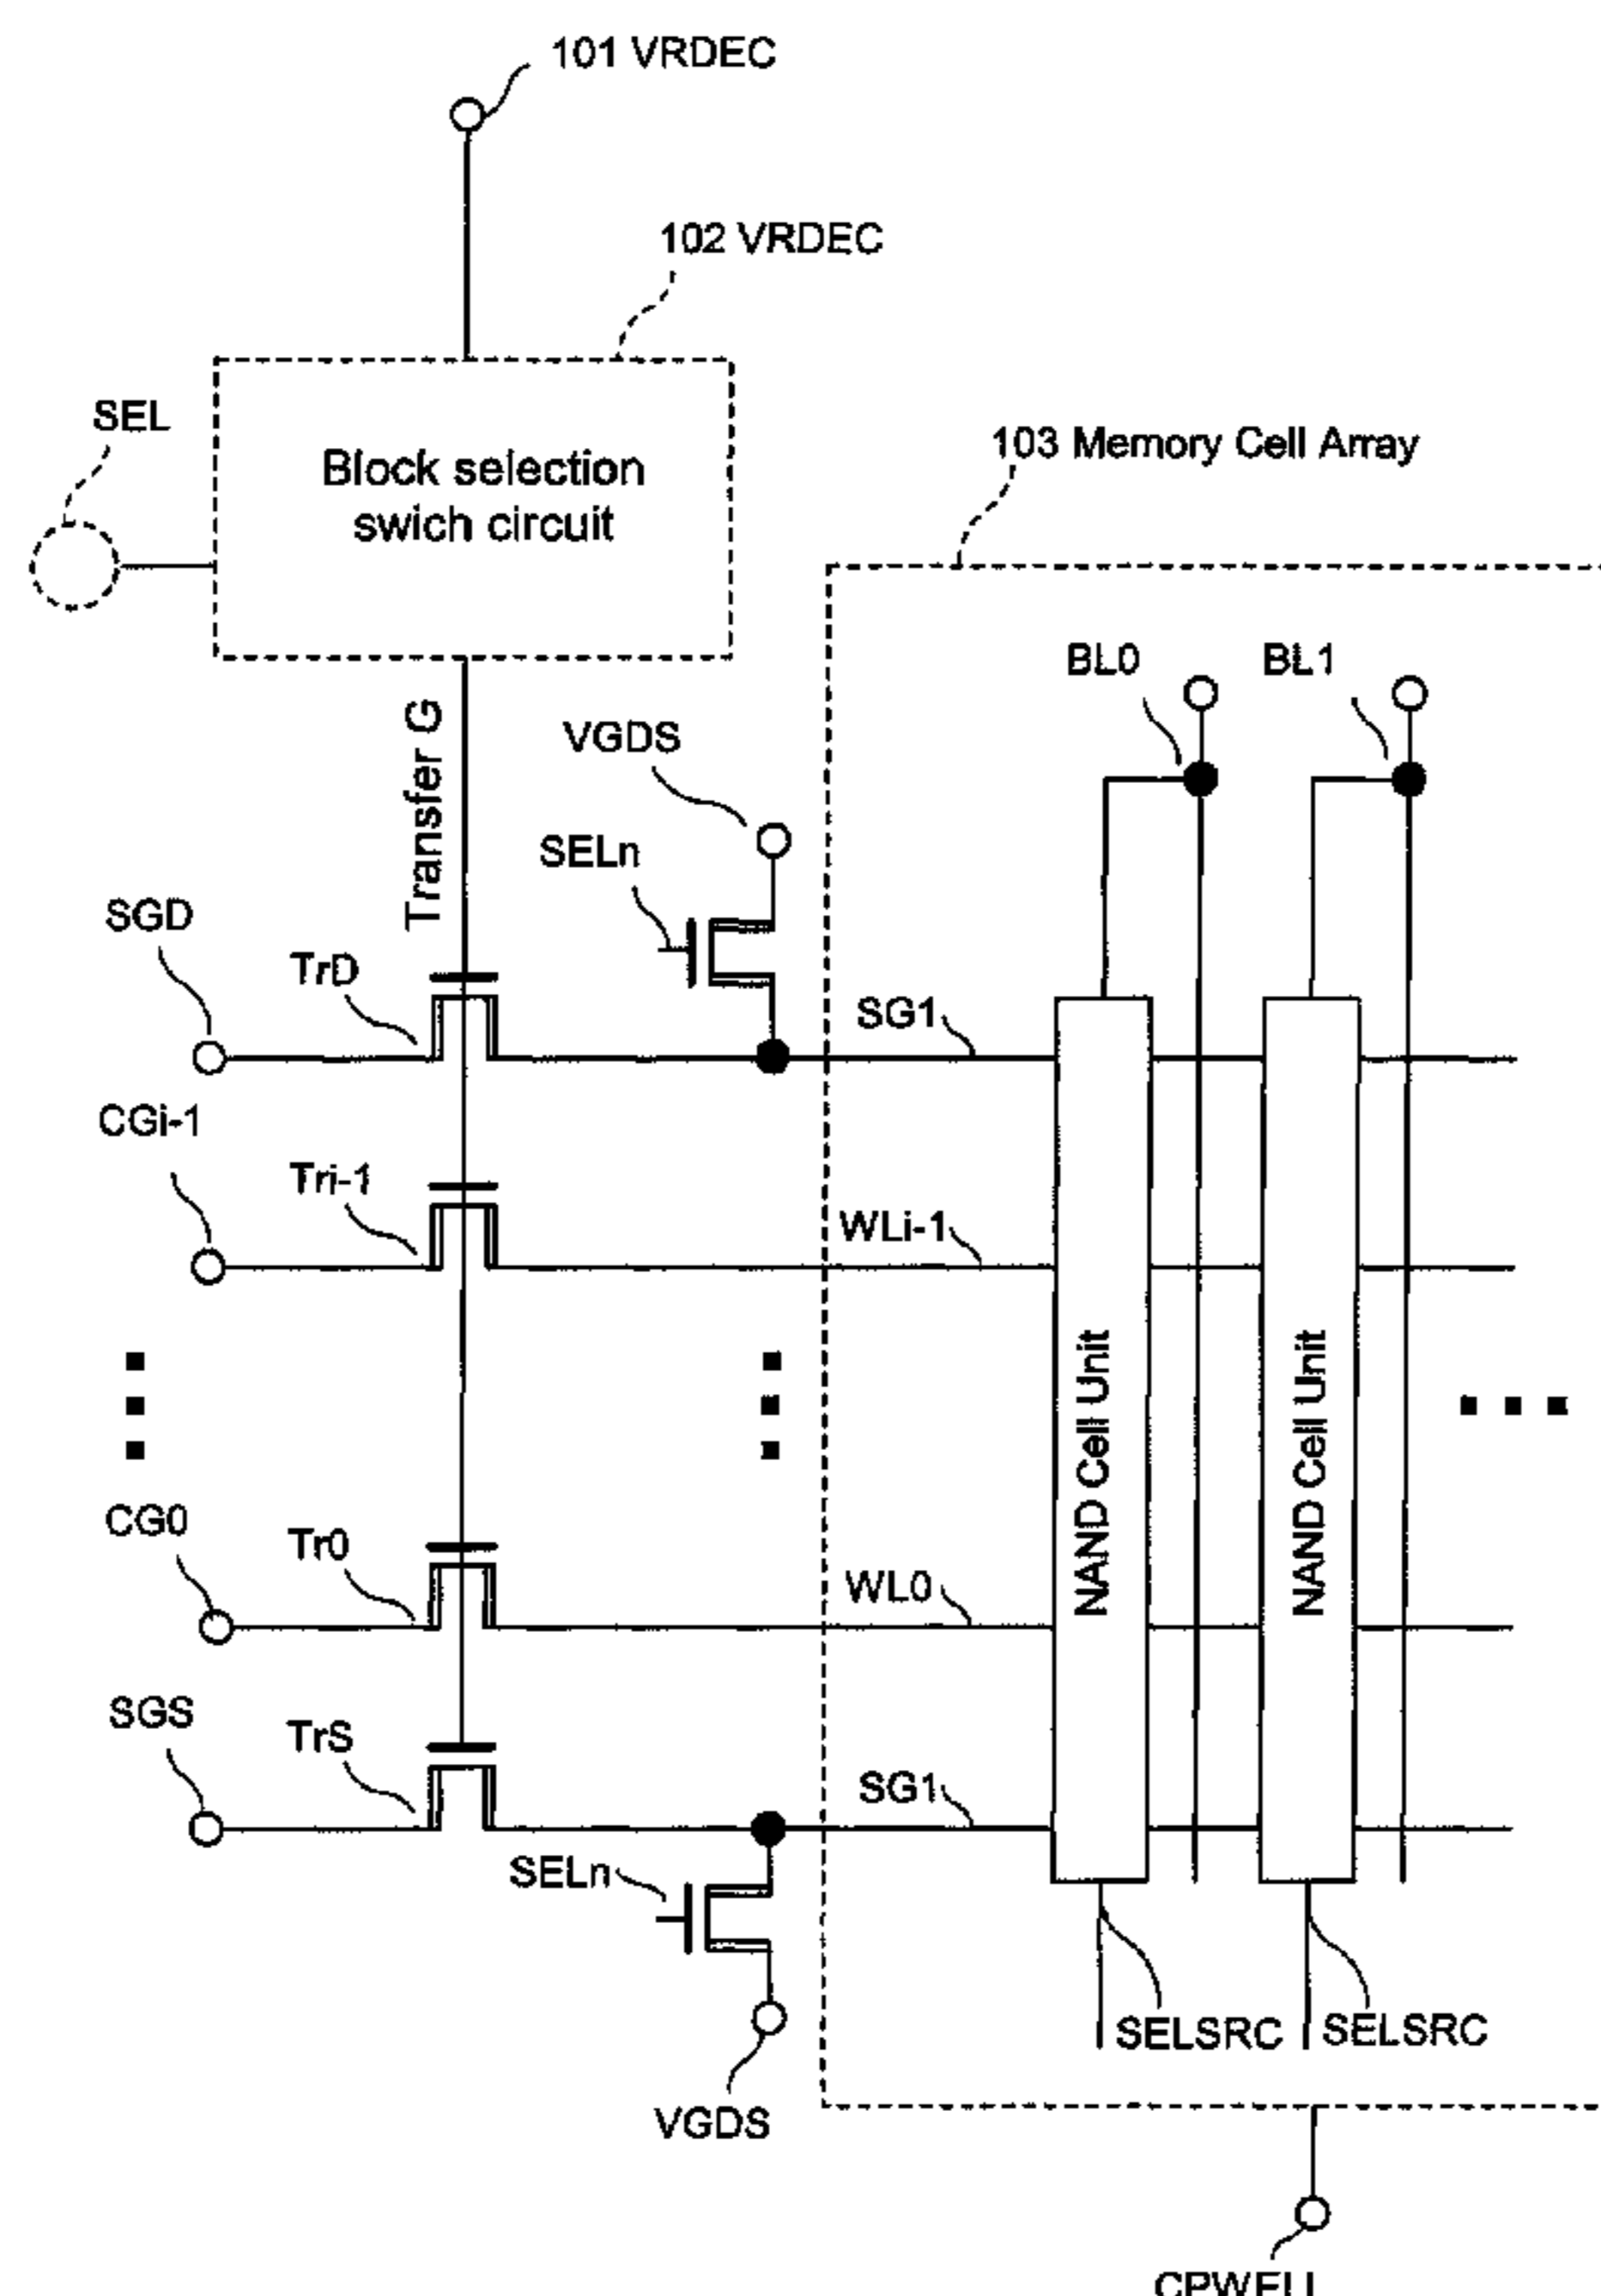 101 VRDEC
102 VRDEC
SEL
Block selection
swich circuit
103 Memory Cell Array
BL0
BL1
Transfer G
VGDS
SELn
SGD
TrD
SG1
CGi-1
Tri-1
WLi-1
NAND Cell Unit
NAND Cell Unit
CG0
Tr0
WL0
SGS
TrS
SG1
SELn
SELSRC
SELSRC
VGDS
CPWELL